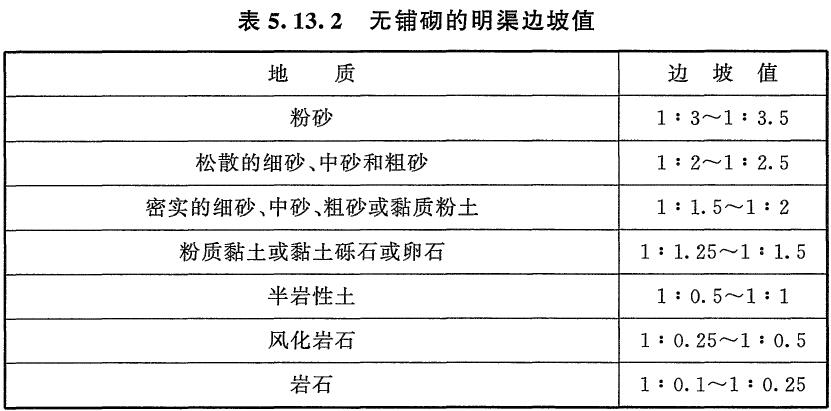 表 5.13.2 无铺砌的明渠边坡值
地 质 边 坡 值
粉砂 1:3~1:3.5
松散的细砂、中砂和粗砂 1:2~1:2.5
密实的细砂、中砂、粗砂或黏质粉土 1:1.5~1:2
粉质黏土或黏土砾石或卵石 1:1.25~1:1.5
半岩性土 1:0.5~1:1
风化岩石 1:0.25~1:0.5
岩石 1:0.1~1:0.25